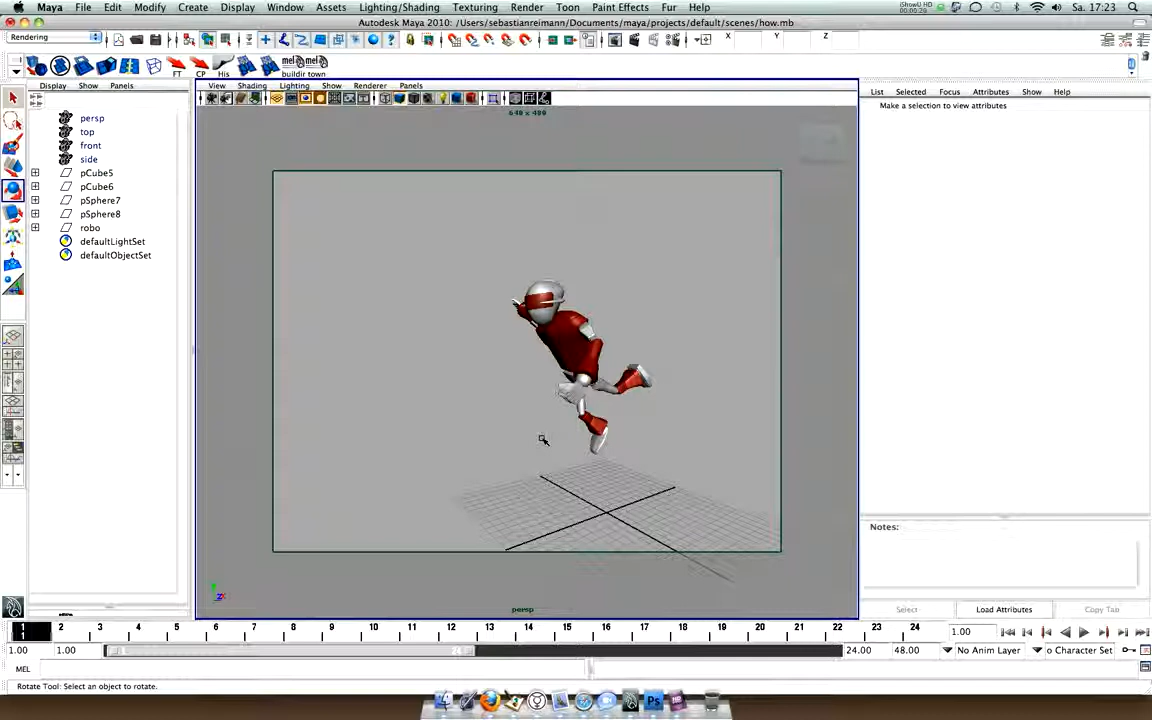 Maya File Edit Modify Create Display Window Assets Lighting/Shading Texturing Render Toon Paint Effects Fur Help Sa. 17:23
Autodesk Maya 2010: /Users/sebastianreimann/Documents/maya/projects/default/scenes/how.mb
Rendering X Y Z
FT CP His mel mel
buildir town
Display Show Panels
View Shading Lighting Show Renderer Panels
List Selected Focus Attributes Show Help
Make a selection to view attributes
640 x 480
persp
top
front
side
pCube5
pCube6
pSphere7
pSphere8
robo
defaultLightSet
defaultObjectSet
Notes:
persp
Select Load Attributes Copy Tab
1 2 3 4 5 6 7 8 9 10 11 12 13 14 15 16 17 18 19 20 21 22 23 24 1.00
1.00 1.00 24.00 48.00 No Anim Layer o Character Set
MEL
Rotate Tool: Select an object to rotate.